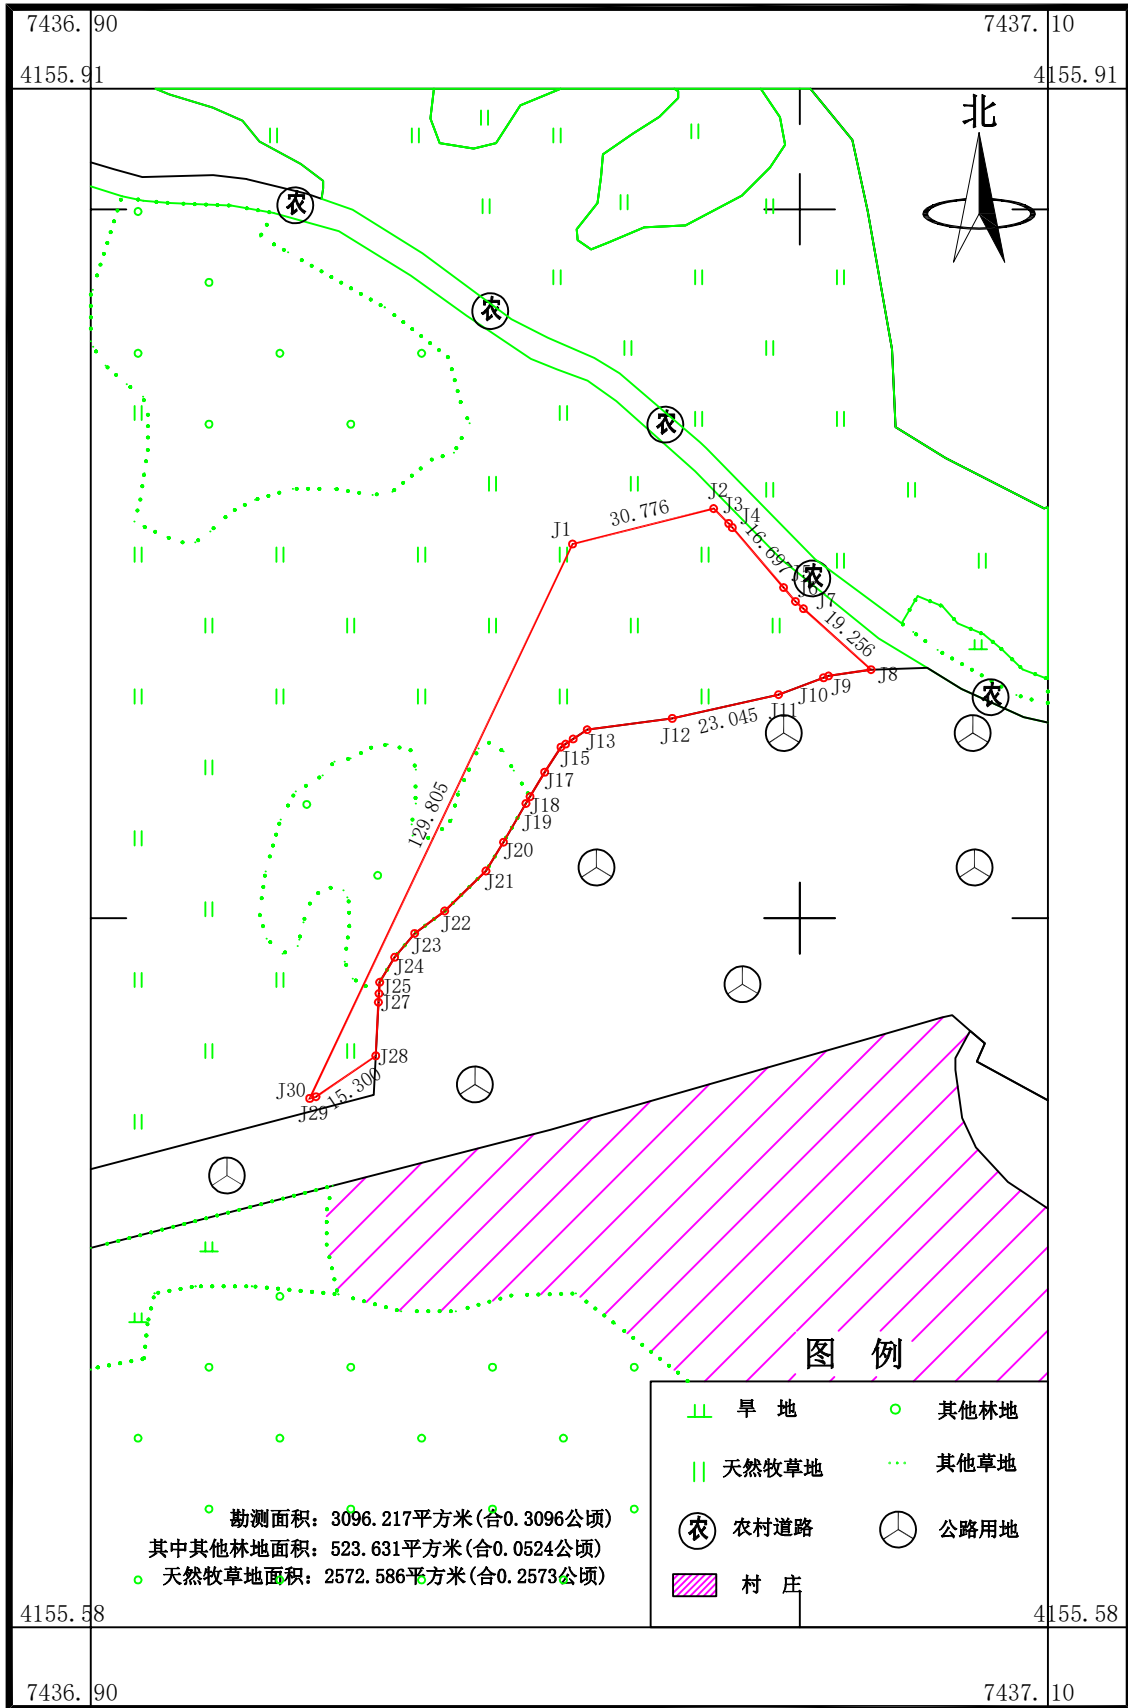 7436.90
7437.10
4155.91
4155.91
北
农
农
农
J2
J3
J4
30.776
J1
16.697
J5
农
J6
J7
19.256
J8
J9
J10
农
J11
J12
23.045
J13
J15
J17
J18
J19
129.805
J20
J21
J22
J23
J24
J25
J27
J28
15.300
J30
J29
图 例
旱 地
其他林地
天然牧草地
其他草地
农
农村道路
公路用地
村 庄
勘测面积：3096.217平方米(合0.3096公顷)
其中其他林地面积：523.631平方米(合0.0524公顷)
天然牧草地面积：2572.586平方米(合0.2573公顷)
4155.58
4155.58
7436.90
7437.10